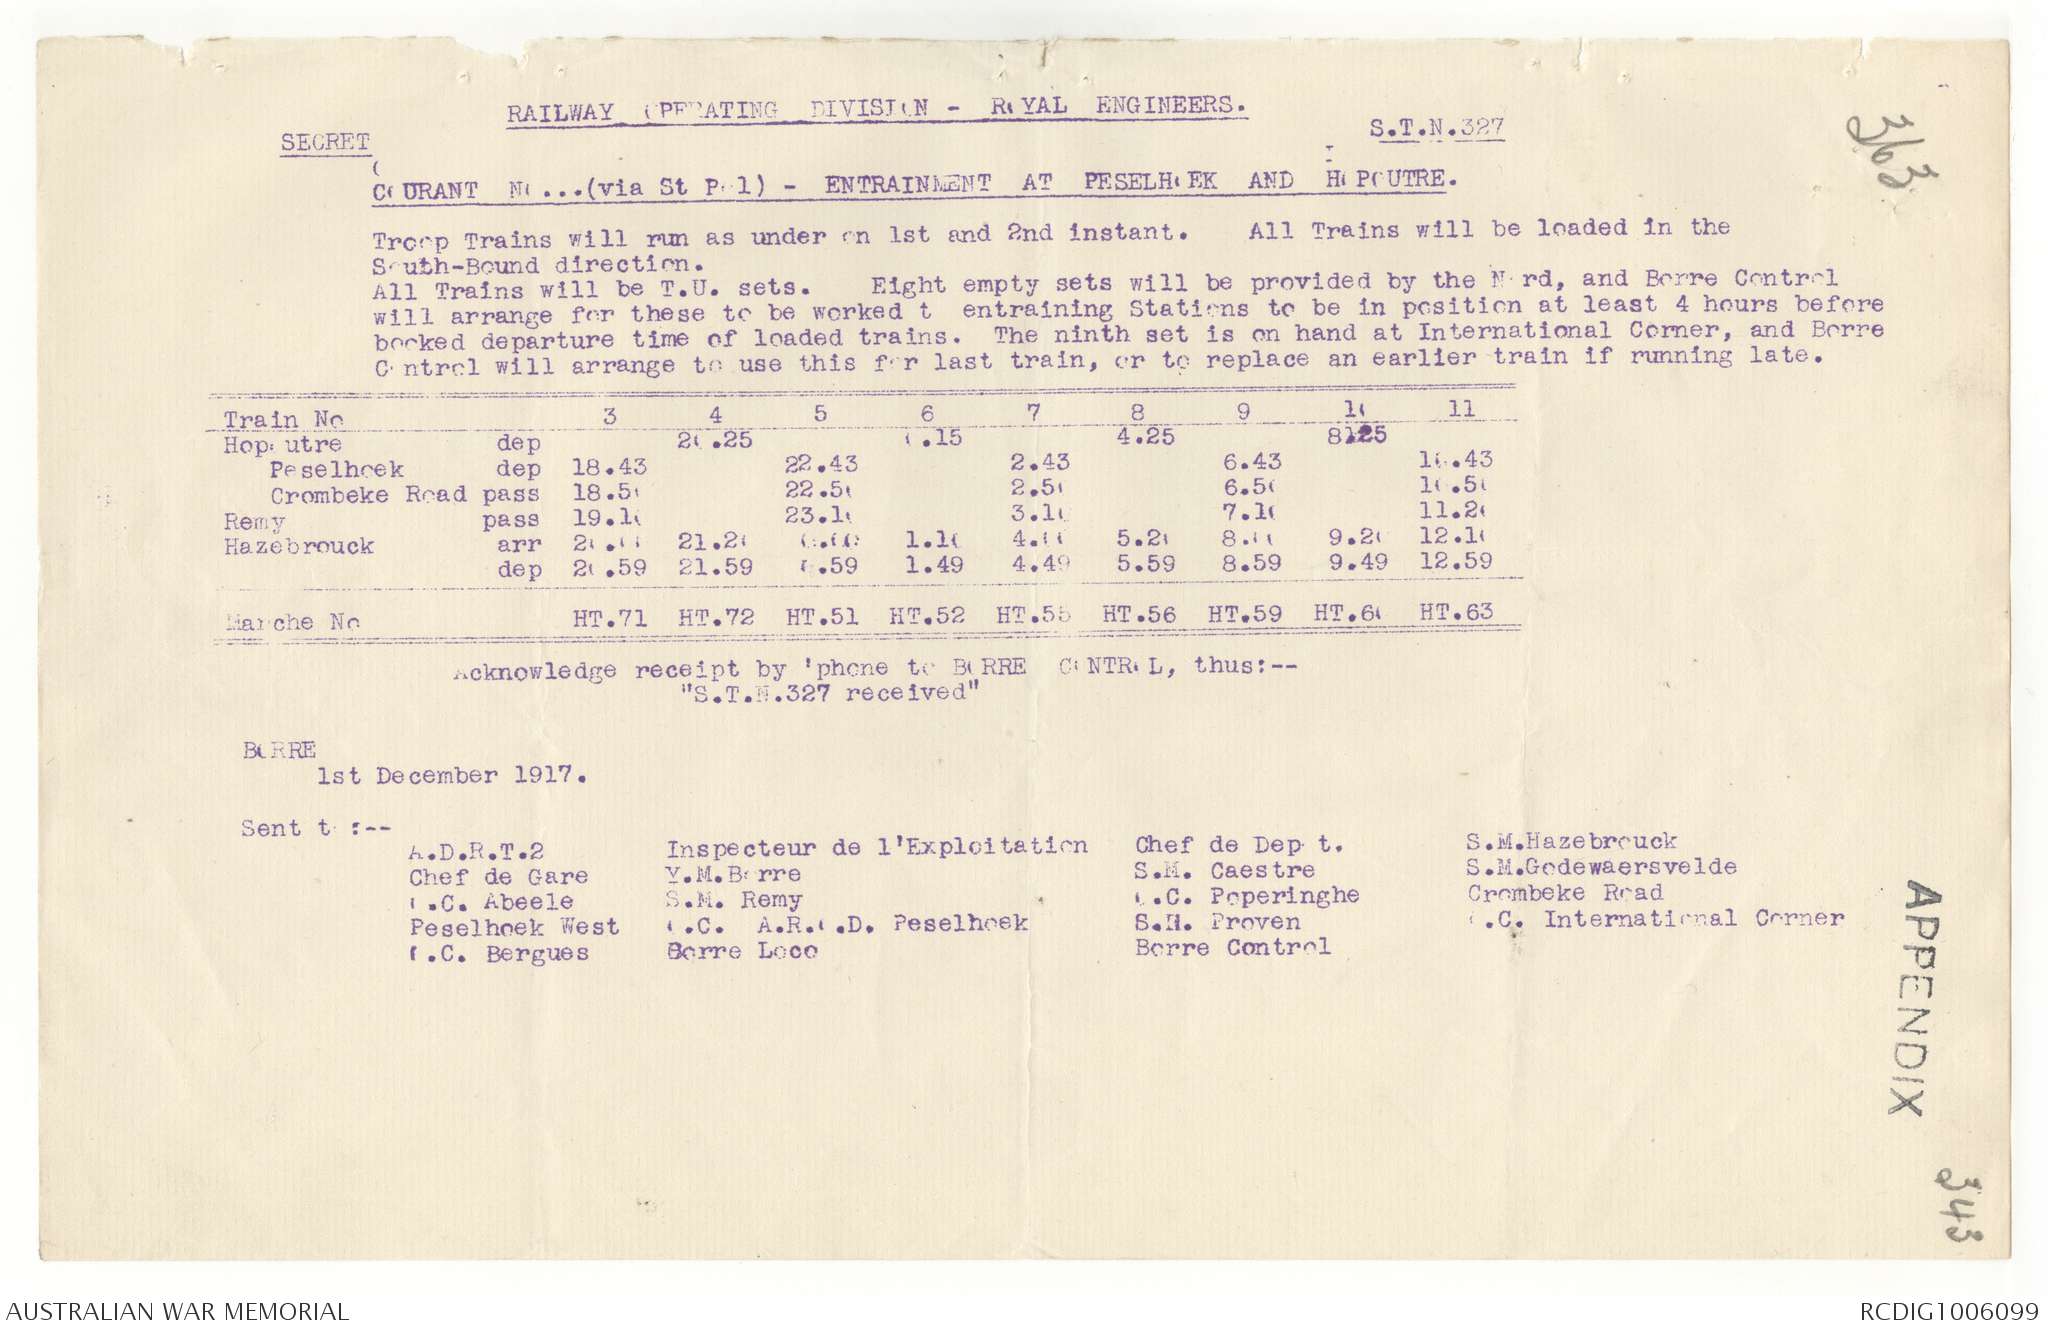 RAILWAY OPERATING DIVISION - ROYAL ENGINEERS.
SECRET
S.T.N.327
363
COURANT NO...(via St Pol) - ENTRAINMENT AT PESELHOEK AND HOPOUTRE.
Troop Trains will run as under on 1st and 2nd instant. All Trains will be loaded in the
South-Bound direction.
All Trains will be T.U. sets. Eight empty sets will be provided by the Nord, and Borre Control
will arrange for these to be worked to entraining Stations to be in position at least 4 hours before
booked departure time of loaded trains. The ninth set is on hand at International Corner, and Borre
Control will arrange to use this for last train, or to replace an earlier train if running late.
Train No 3 4 5 6 7 8 9 10 11
Hopoutre dep 20.25 0.15 4.25 8.25
Peselhoek dep 18.43 22.43 2.43 6.43 10.43
Crombeke Road pass 18.50 22.50 2.50 6.50 10.50
Remy pass 19.10 23.10 3.10 7.10 11.20
Hazebrouck arr 20.00 21.20 0.00 1.10 4.00 5.20 8.00 9.20 12.10
dep 20.59 21.59 0.59 1.49 4.49 5.59 8.59 9.49 12.59
Marche No HT.71 HT.72 HT.51 HT.52 HT.55 HT.56 HT.59 HT.60 HT.63
Acknowledge receipt by 'phone to BORRE CONTROL, thus:--
"S.T.N.327 received"
BORRE
1st December 1917.
Sent to :--
A.D.R.T.2 Inspecteur de l'Exploitation Chef de Depot. S.M.Hazebrouck
Chef de Gare Y.M.Borre S.M. Caestre S.M.Godewaersvelde
O.C. Abeele S.M. Remy O.C. Poperinghe Crombeke Road
Peselhoek West O.C. A.R.O.D. Peselhoek S.M. Proven O.C. International Corner
O.C. Bergues Borre Loco Borre Control
APPENDIX
343
AUSTRALIAN WAR MEMORIAL
RCDIG1006099